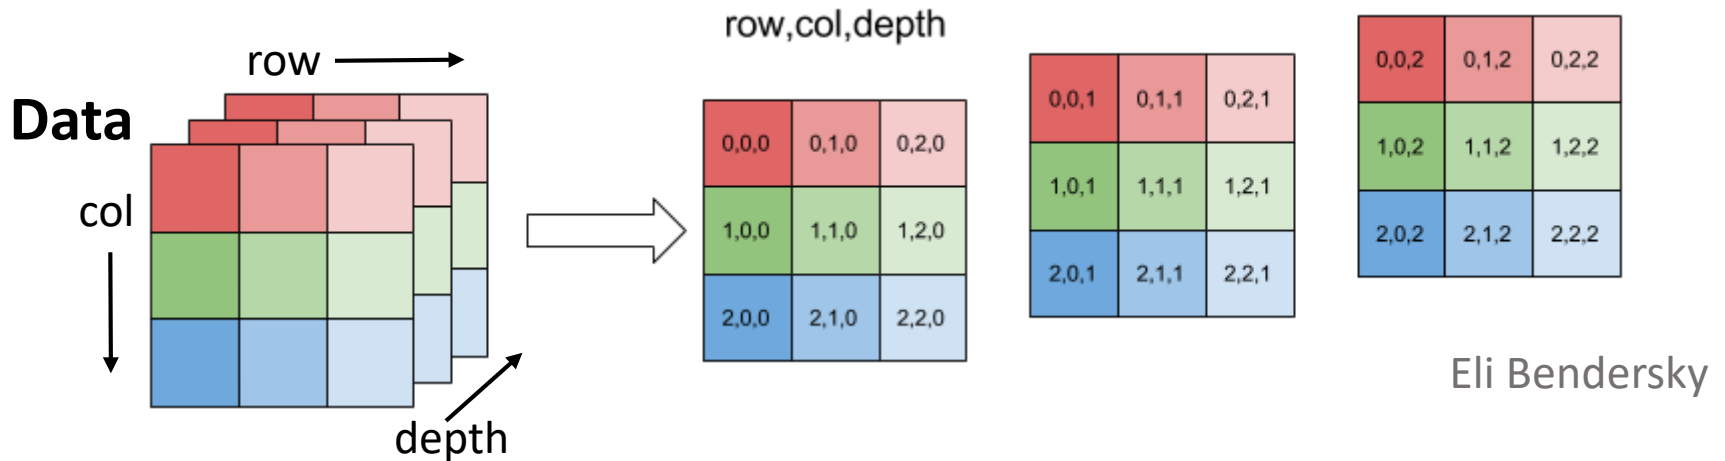 row,col,depth
row
Data
col
depth
0,0,0 0,1,0 0,2,0
1,0,0 1,1,0 1,2,0
2,0,0 2,1,0 2,2,0
0,0,1 0,1,1 0,2,1
1,0,1 1,1,1 1,2,1
2,0,1 2,1,1 2,2,1
0,0,2 0,1,2 0,2,2
1,0,2 1,1,2 1,2,2
2,0,2 2,1,2 2,2,2
Eli Bendersky